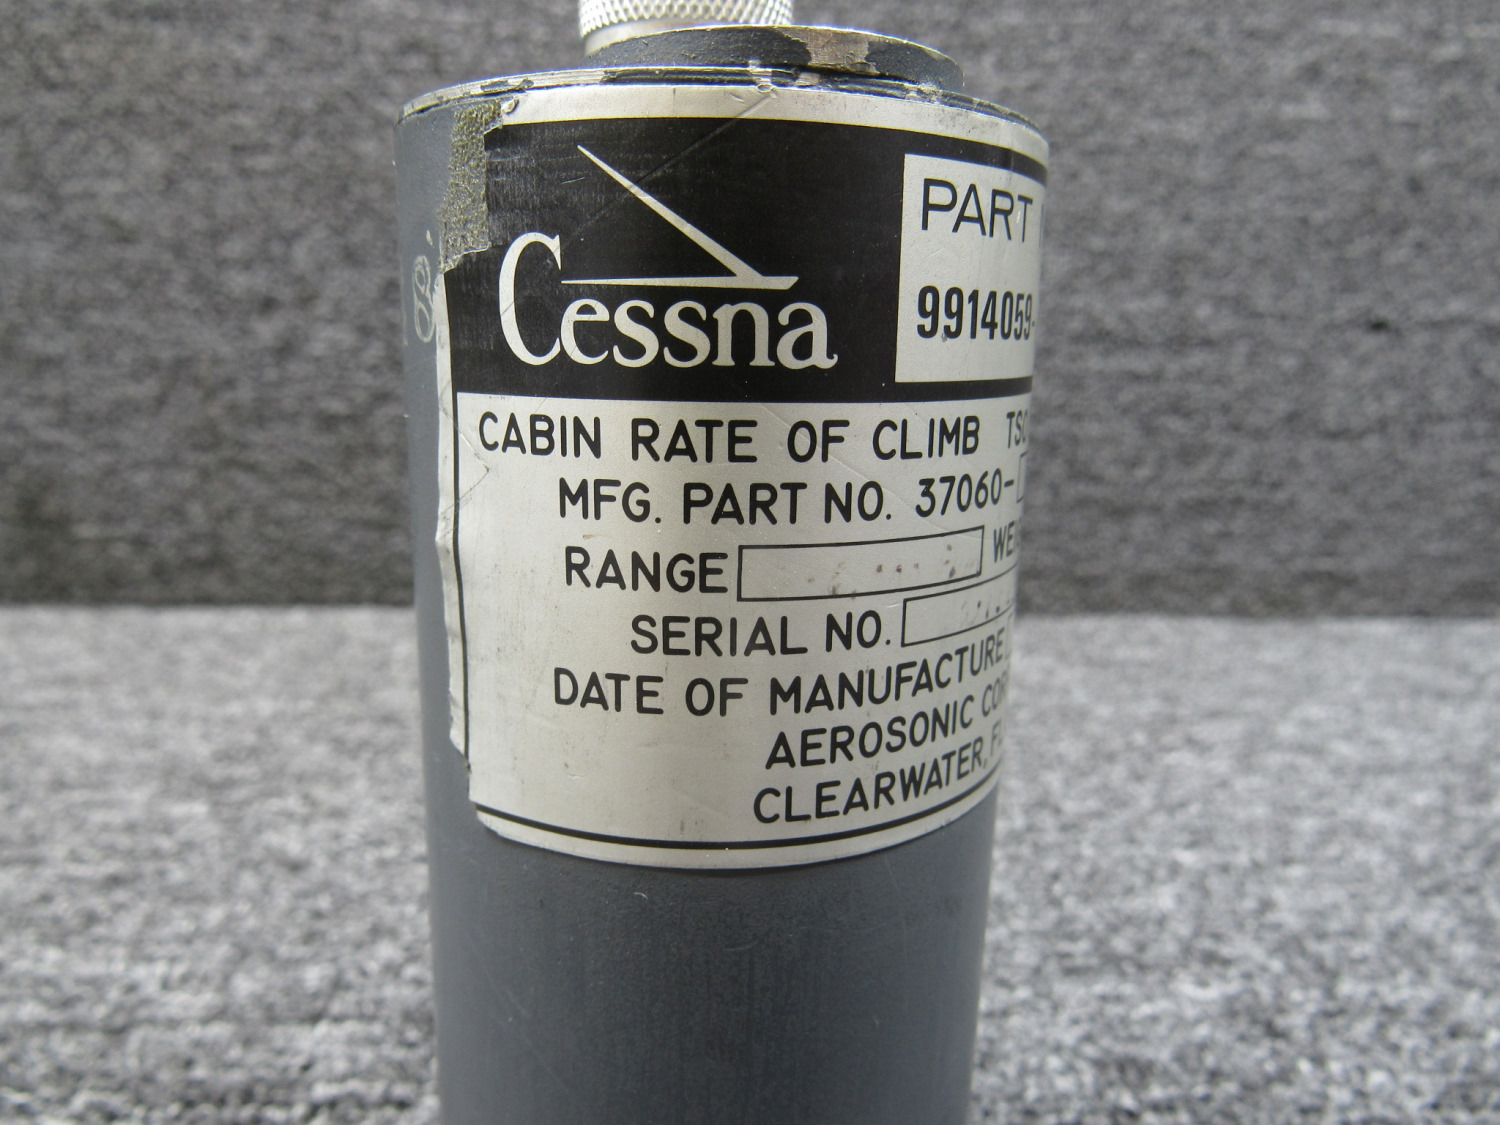 Cessna
PART
9914059-
CABIN RATE OF CLIMB TSO
MFG. PART NO. 37060-
RANGE
SERIAL NO.
DATE OF MANUFACTURE
AEROSONIC
CLEARWATER,